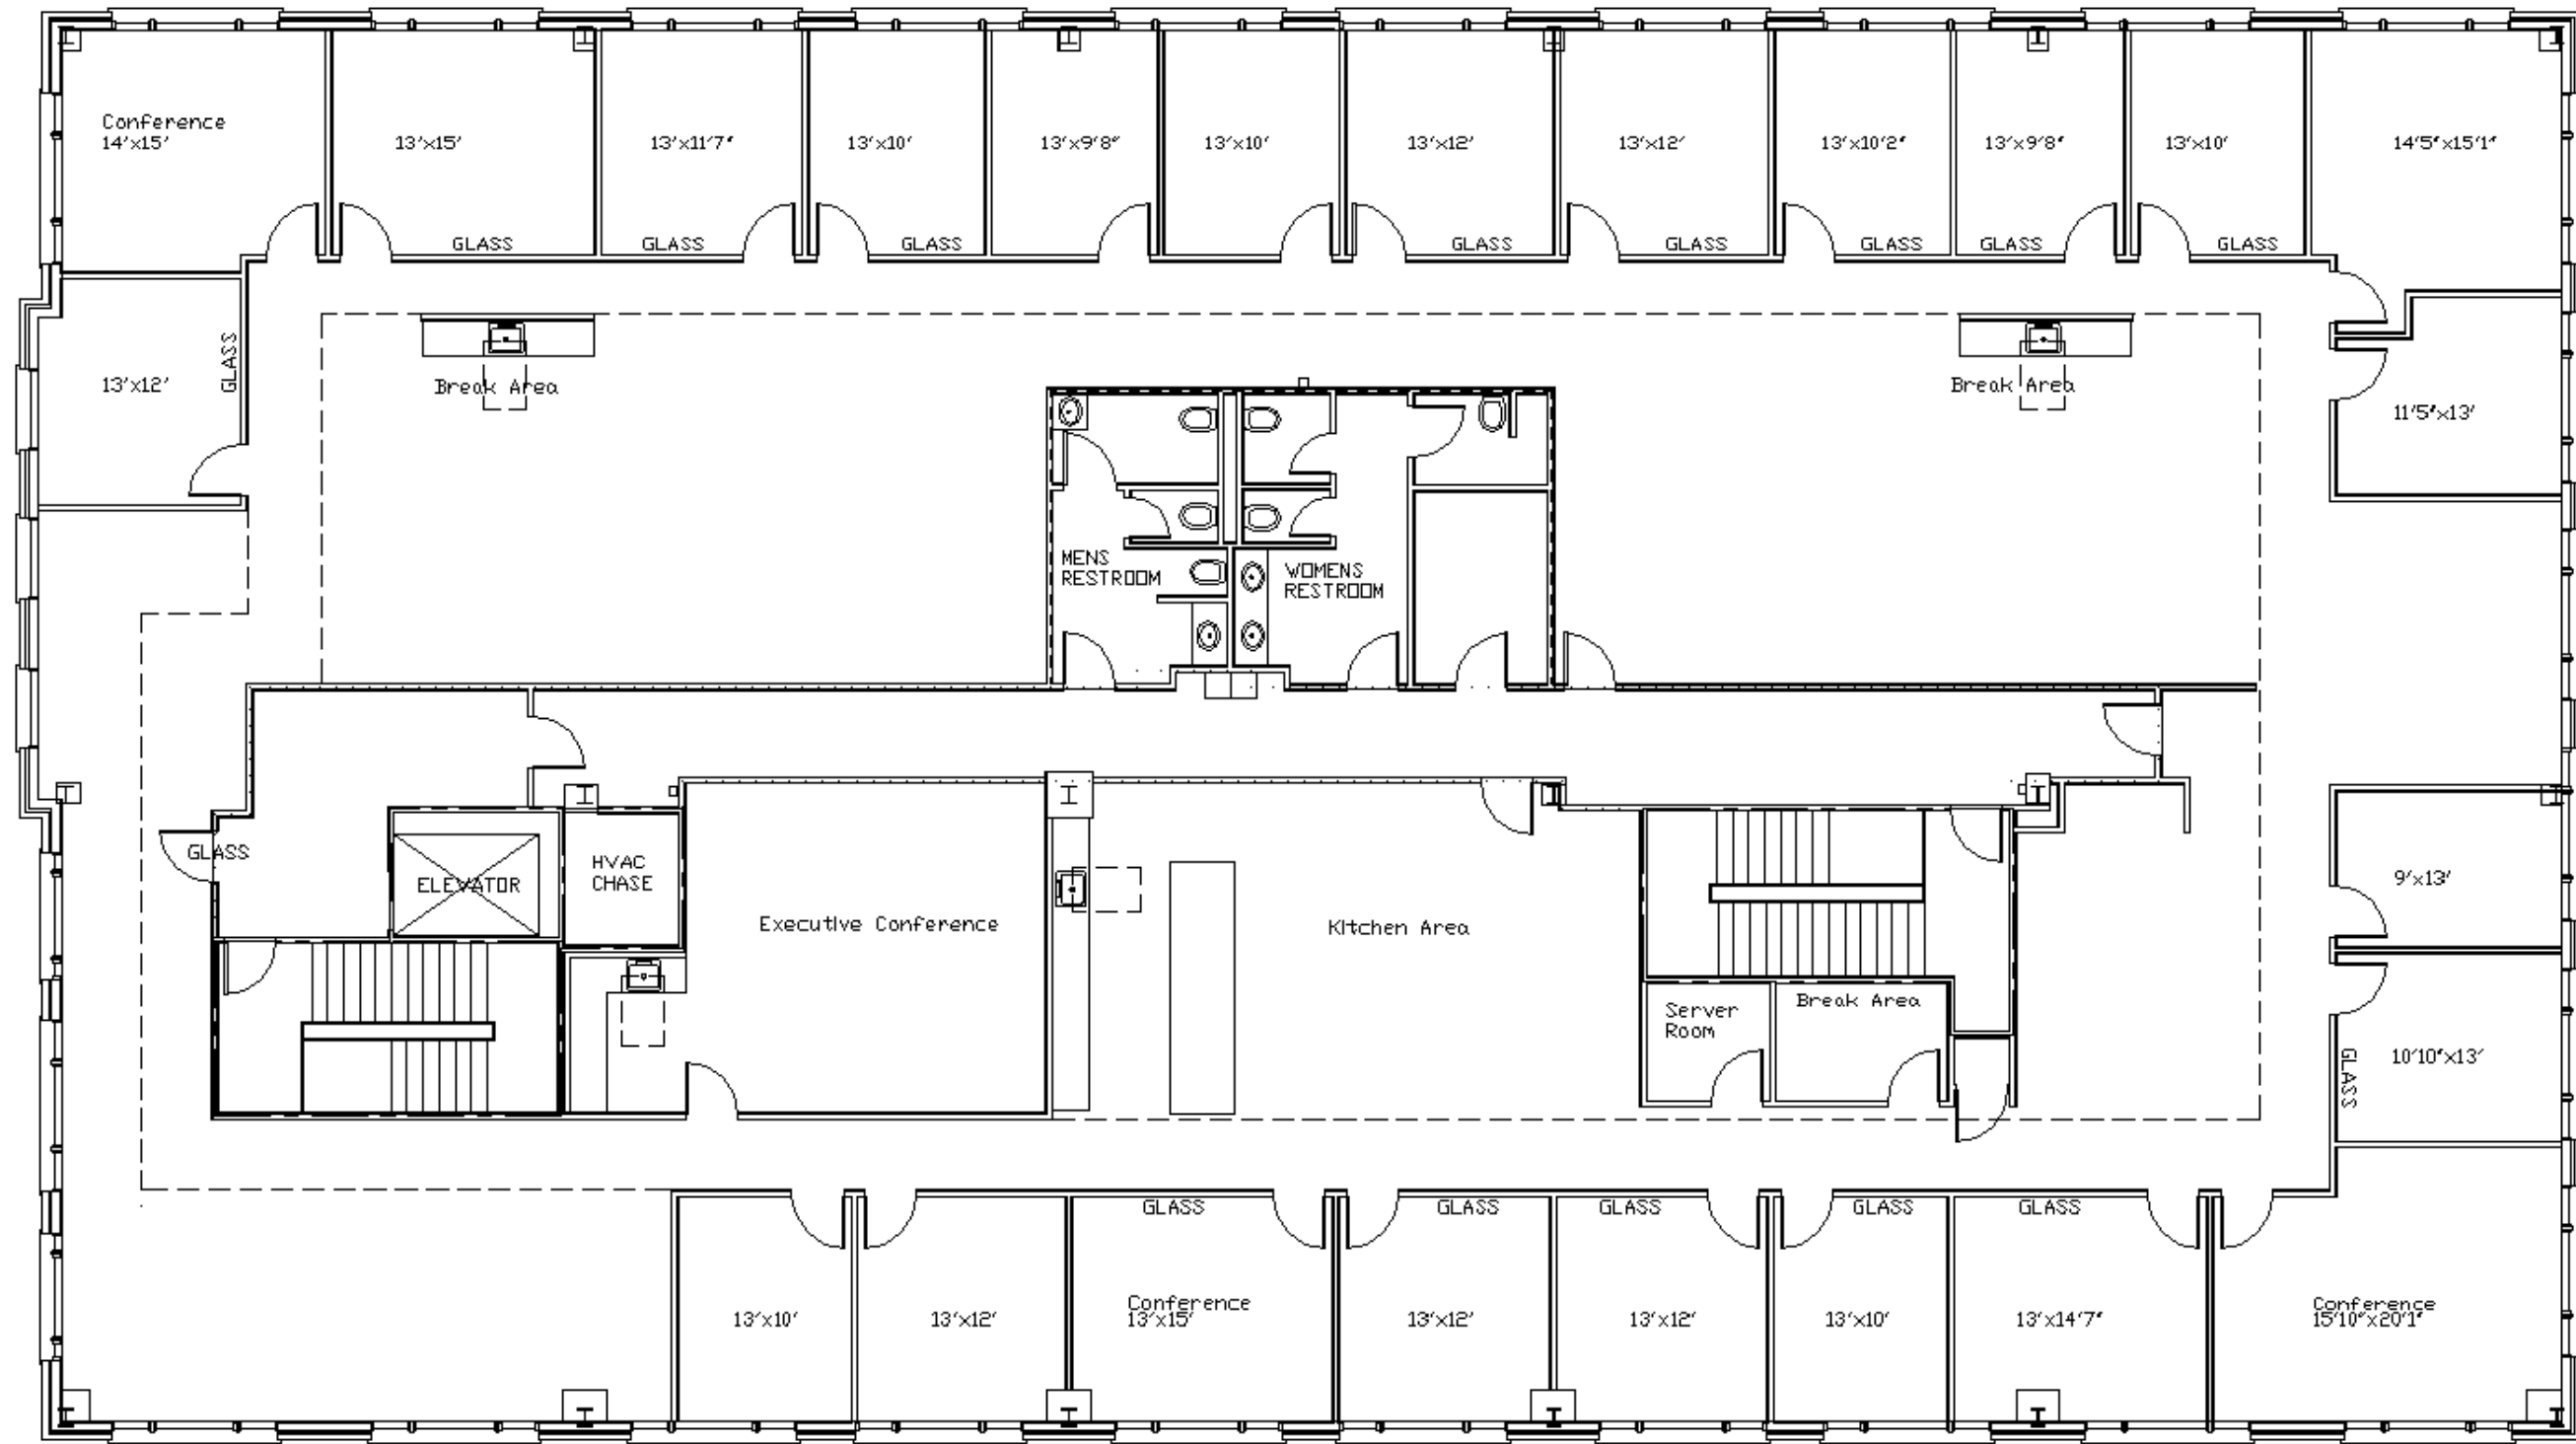 Conference
14'x15'
13'x15'
13'x11'7"
13'x10'
13'x9'8"
13'x10'
13'x12'
13'x12'
13'x10'2"
13'x9'8"
13'x10'
14'5"x15'1"
GLASS
GLASS
GLASS
GLASS
GLASS
GLASS
GLASS
GLASS
GLASS
13'x12'
Break Area
Break Area
11'5"x13'
MENS
RESTROOM
WOMENS
RESTROOM
GLASS
ELEVATOR
HVAC
CHASE
Executive Conference
Kitchen Area
9'x13'
Server
Room
Break Area
10'10"x13'
GLASS
GLASS
GLASS
GLASS
GLASS
GLASS
13'x10'
13'x12'
Conference
13'x15'
13'x12'
13'x12'
13'x10'
13'x14'7"
Conference
15'10"x20'1"